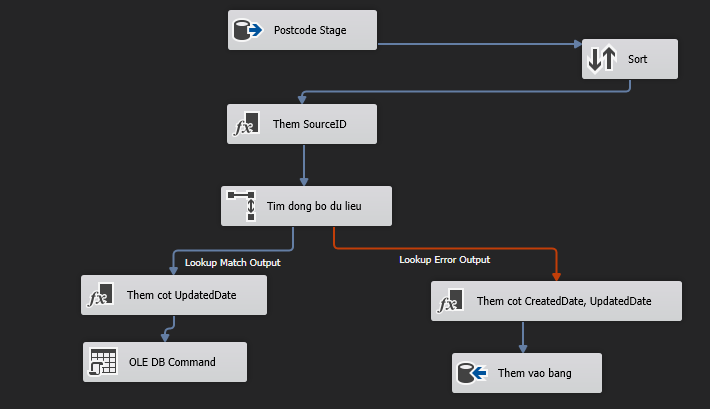 Postcode Stage
Sort
Them SourceID
Tim dong bo du lieu
Lookup Match Output
Lookup Error Output
Them cot UpdatedDate
Them cot CreatedDate, UpdatedDate
OLE DB Command
Them vao bang